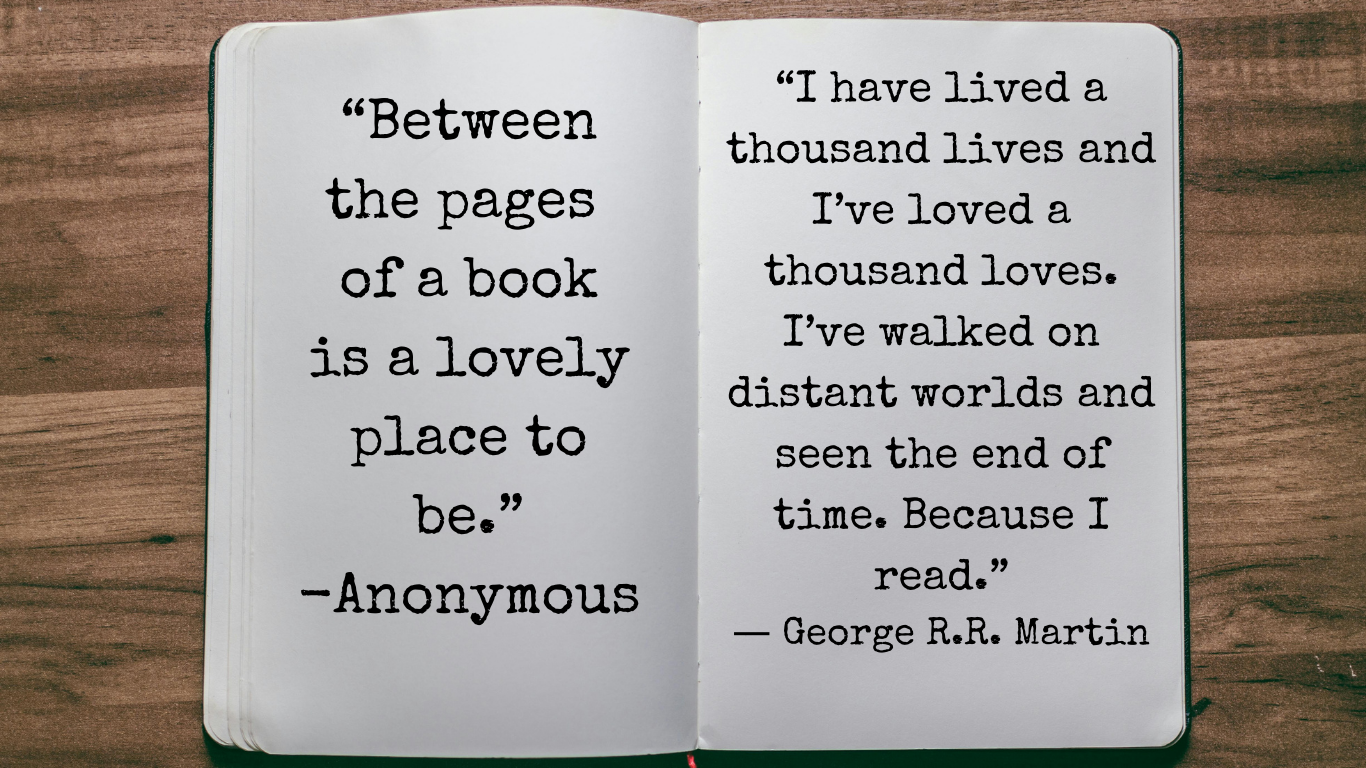 “Between
the pages
of a book
is a lovely
place to
be.”
–Anonymous
“I have lived a
thousand lives and
I’ve loved a
thousand loves.
I’ve walked on
distant worlds and
seen the end of
time. Because I
read.”
— George R.R. Martin